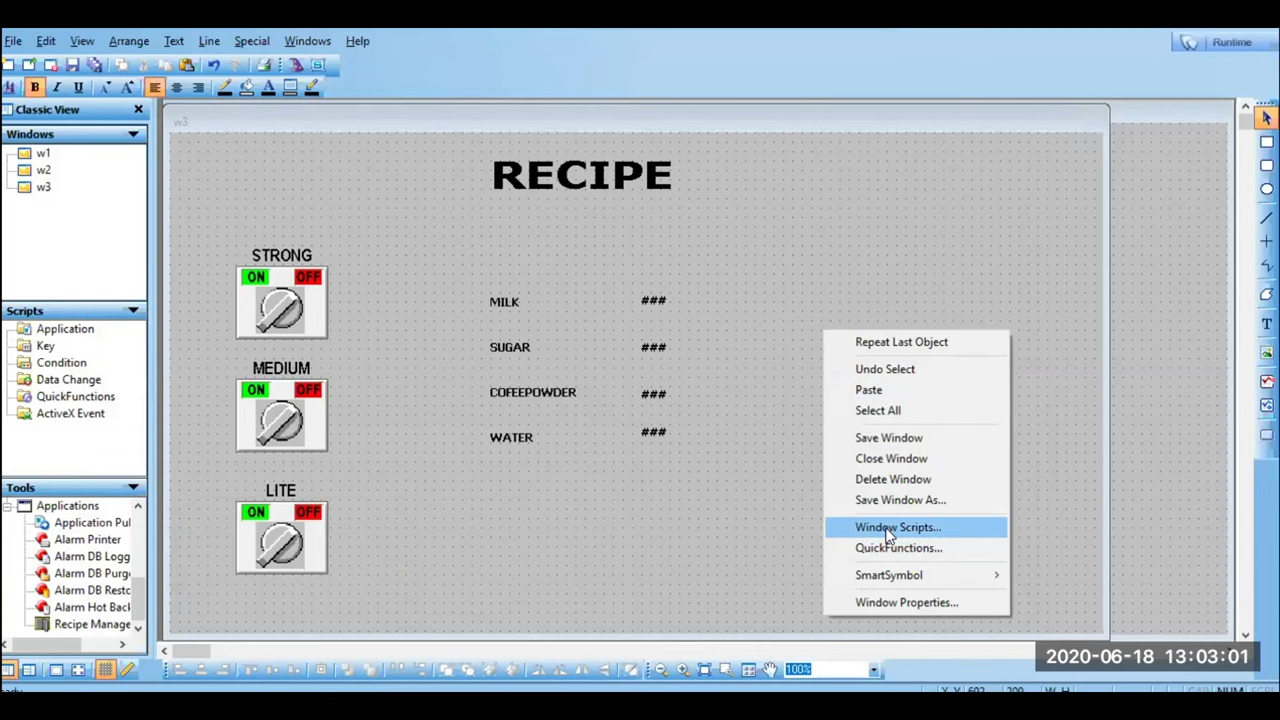 File Edit View Arrange Text Line Special Windows Help
Runtime
B I U A A A
Classic View
Windows
w1
w2
w3
Scripts
Application
Key
Condition
Data Change
QuickFunctions
ActiveX Event
Tools
Applications
Application Pul
Alarm Printer
Alarm DB Logg
Alarm DB Purg
Alarm DB Restc
Alarm Hot Back
Recipe Manage
w3
RECIPE
STRONG
ON OFF
MEDIUM
ON OFF
LITE
ON OFF
MILK ###
SUGAR ###
COFEEPOWDER ###
WATER ###
Repeat Last Object
Undo Select
Paste
Select All
Save Window
Close Window
Delete Window
Save Window As...
Window Scripts...
QuickFunctions...
SmartSymbol
Window Properties...
T
100%
2020-06-18 13:03:01